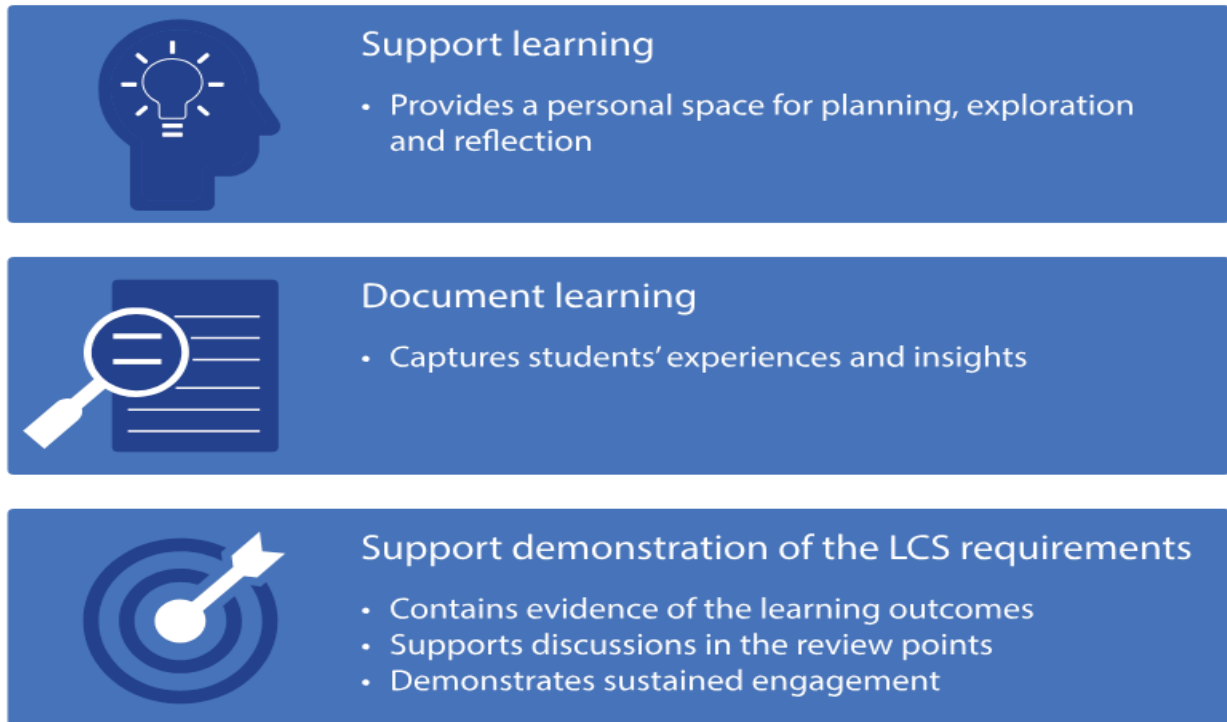 Support learning
• Provides a personal space for planning, exploration
and reflection
Document learning
• Captures students’ experiences and insights
Support demonstration of the LCS requirements
• Contains evidence of the learning outcomes
• Supports discussions in the review points
• Demonstrates sustained engagement